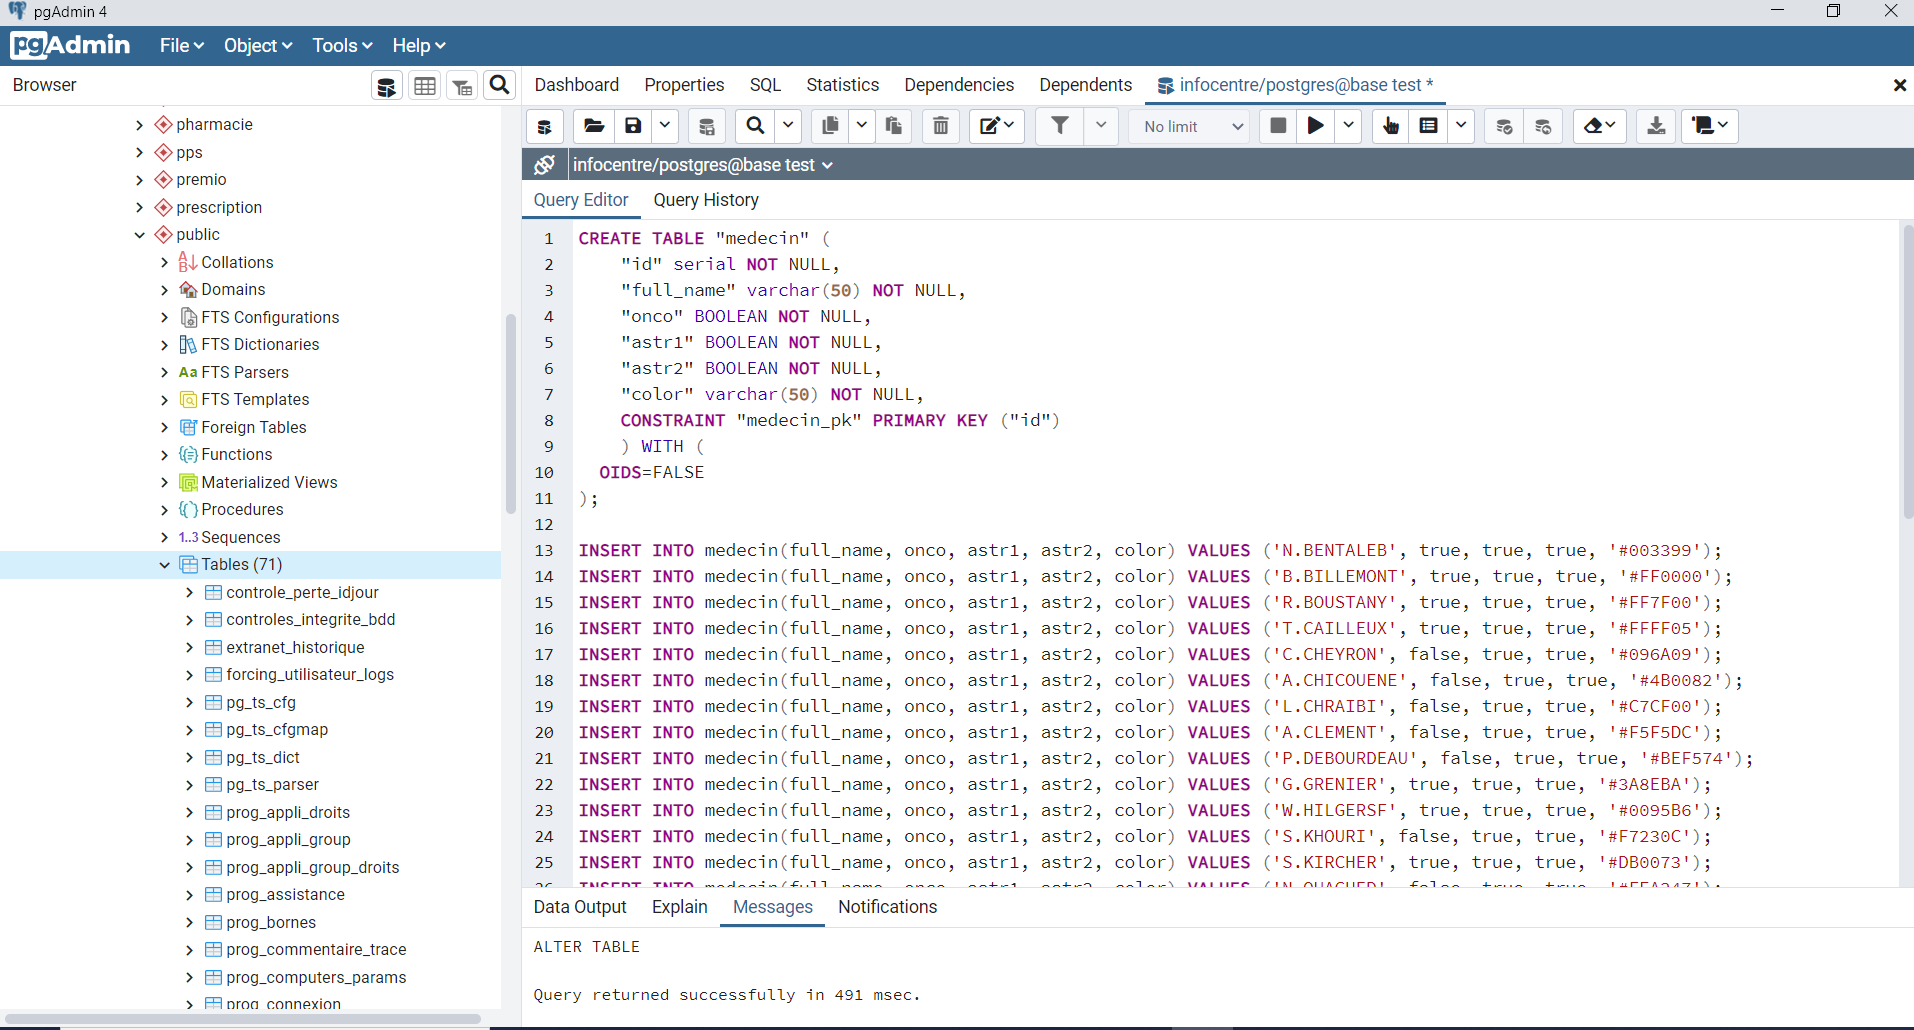 pgAdmin 4
pgAdmin File Object Tools Help
Browser
Dashboard Properties SQL Statistics Dependencies Dependents infocentre/postgres@base test *
No limit
infocentre/postgres@base test
Query Editor Query History
pharmacie
pps
premio
prescription
public
Collations
Domains
FTS Configurations
FTS Dictionaries
Aa FTS Parsers
FTS Templates
Foreign Tables
Functions
Materialized Views
Procedures
1..3 Sequences
Tables (71)
controle_perte_idjour
controles_integrite_bdd
extranet_historique
forcing_utilisateur_logs
pg_ts_cfg
pg_ts_cfgmap
pg_ts_dict
pg_ts_parser
prog_appli_droits
prog_appli_group
prog_appli_group_droits
prog_assistance
prog_bornes
prog_commentaire_trace
prog_computers_params
prog_connexion
1 CREATE TABLE "medecin" (
2 "id" serial NOT NULL,
3 "full_name" varchar(50) NOT NULL,
4 "onco" BOOLEAN NOT NULL,
5 "astr1" BOOLEAN NOT NULL,
6 "astr2" BOOLEAN NOT NULL,
7 "color" varchar(50) NOT NULL,
8 CONSTRAINT "medecin_pk" PRIMARY KEY ("id")
9 ) WITH (
10 OIDS=FALSE
11 );
12
13 INSERT INTO medecin(full_name, onco, astr1, astr2, color) VALUES ('N.BENTALEB', true, true, true, '#003399');
14 INSERT INTO medecin(full_name, onco, astr1, astr2, color) VALUES ('B.BILLEMONT', true, true, true, '#FF0000');
15 INSERT INTO medecin(full_name, onco, astr1, astr2, color) VALUES ('R.BOUSTANY', true, true, true, '#FF7F00');
16 INSERT INTO medecin(full_name, onco, astr1, astr2, color) VALUES ('T.CAILLEUX', true, true, true, '#FFFF05');
17 INSERT INTO medecin(full_name, onco, astr1, astr2, color) VALUES ('C.CHEYRON', false, true, true, '#096A09');
18 INSERT INTO medecin(full_name, onco, astr1, astr2, color) VALUES ('A.CHICOUENE', false, true, true, '#4B0082');
19 INSERT INTO medecin(full_name, onco, astr1, astr2, color) VALUES ('L.CHRAIBI', false, true, true, '#C7CF00');
20 INSERT INTO medecin(full_name, onco, astr1, astr2, color) VALUES ('A.CLEMENT', false, true, true, '#F5F5DC');
21 INSERT INTO medecin(full_name, onco, astr1, astr2, color) VALUES ('P.DEBOURDEAU', false, true, true, '#BEF574');
22 INSERT INTO medecin(full_name, onco, astr1, astr2, color) VALUES ('G.GRENIER', true, true, true, '#3A8EBA');
23 INSERT INTO medecin(full_name, onco, astr1, astr2, color) VALUES ('W.HILGERSF', true, true, true, '#0095B6');
24 INSERT INTO medecin(full_name, onco, astr1, astr2, color) VALUES ('S.KHOURI', false, true, true, '#F7230C');
25 INSERT INTO medecin(full_name, onco, astr1, astr2, color) VALUES ('S.KIRCHER', true, true, true, '#DB0073');
INSERT INTO medecin(full_name, onco, astr1, astr2, color) VALUES
Data Output Explain Messages Notifications
ALTER TABLE
Query returned successfully in 491 msec.